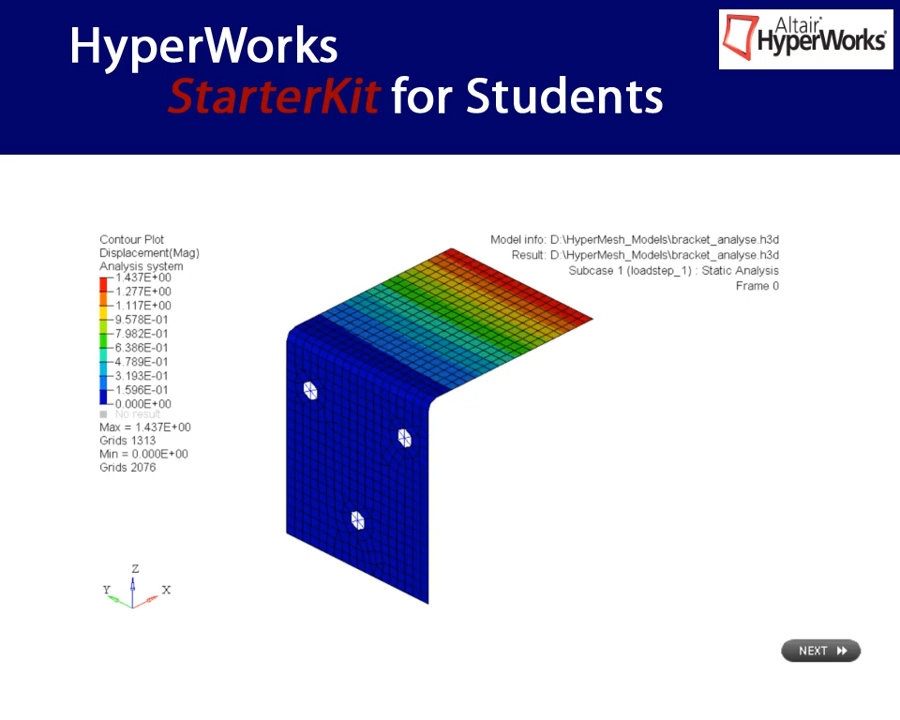 HyperWorks
StarterKit for Students
Altair
HyperWorks
Contour Plot
Displacement(Mag)
Analysis system
1.437E+00
1.277E+00
1.117E+00
9.578E-01
7.982E-01
6.386E-01
4.789E-01
3.193E-01
1.596E-01
0.000E+00
No result
Max = 1.437E+00
Grids 1313
Min = 0.000E+00
Grids 2076
Model info: D:\HyperMesh_Models\bracket_analyse.h3d
Result: D:\HyperMesh_Models\bracket_analyse.h3d
Subcase 1 (loadstep_1) : Static Analysis
Frame 0
Z
Y X
NEXT